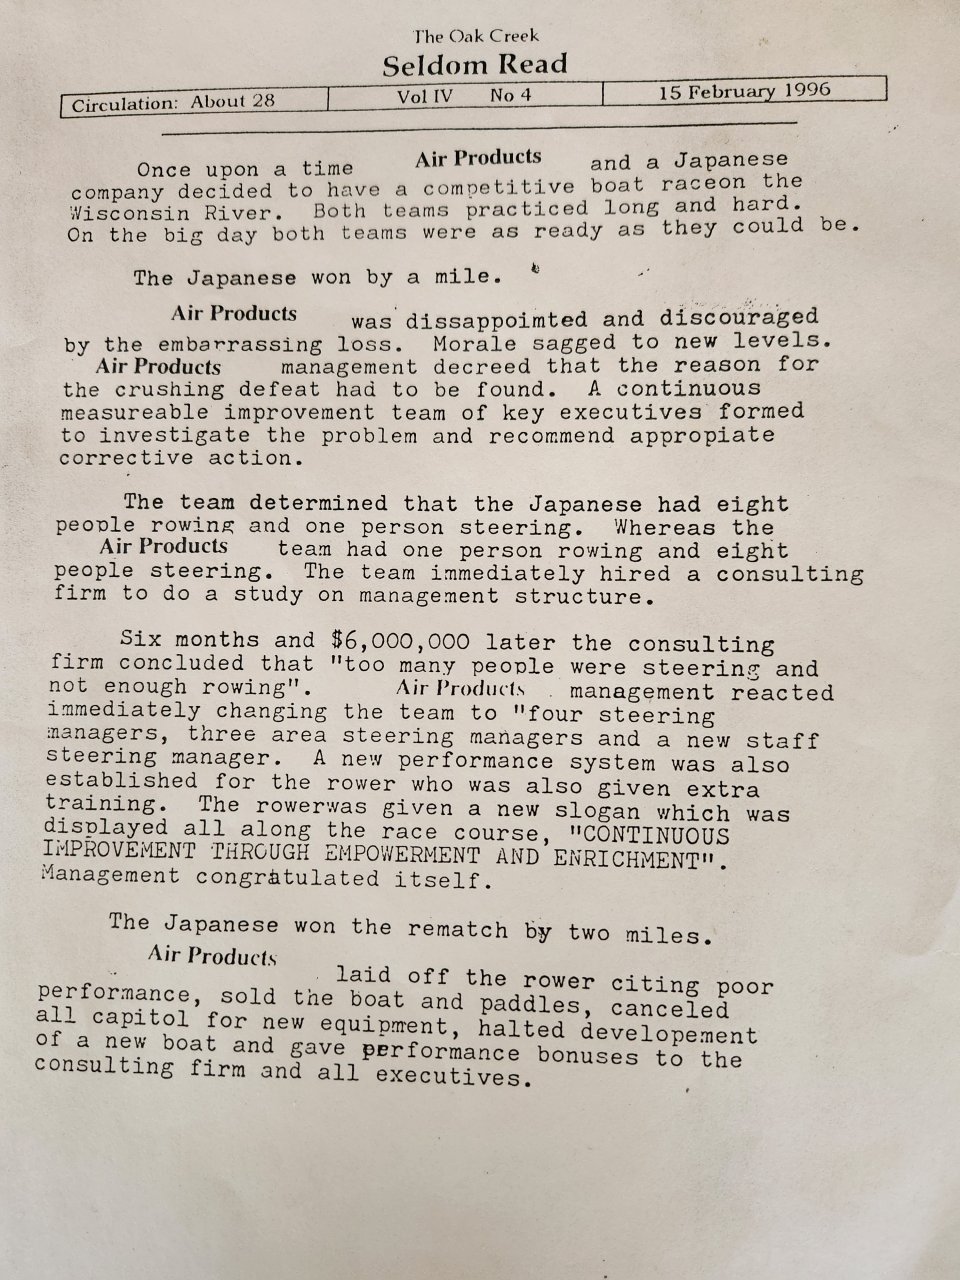 The Oak Creek
Seldom Read
Circulation: About 28 Vol IV No 4 15 February 1996
Once upon a time Air Products and a Japanese
company decided to have a competitive boat raceon the
Wisconsin River. Both teams practiced long and hard.
On the big day both teams were as ready as they could be.
The Japanese won by a mile.
Air Products was dissappoimted and discouraged
by the embarrassing loss. Morale sagged to new levels.
Air Products management decreed that the reason for
the crushing defeat had to be found. A continuous
measureable improvement team of key executives formed
to investigate the problem and recommend appropiate
corrective action.
The team determined that the Japanese had eight
people rowing and one person steering. Whereas the
Air Products team had one person rowing and eight
people steering. The team immediately hired a consulting
firm to do a study on management structure.
Six months and $6,000,000 later the consulting
firm concluded that "too many people were steering and
not enough rowing". Air Products management reacted
immediately changing the team to "four steering
managers, three area steering managers and a new staff
steering manager. A new performance system was also
established for the rower who was also given extra
training. The rowerwas given a new slogan which was
displayed all along the race course, "CONTINUOUS
IMPROVEMENT THROUGH EMPOWERMENT AND ENRICHMENT".
Management congratulated itself.
The Japanese won the rematch by two miles.
Air Products laid off the rower citing poor
performance, sold the boat and paddles, canceled
all capitol for new equipment, halted developement
of a new boat and gave performance bonuses to the
consulting firm and all executives.